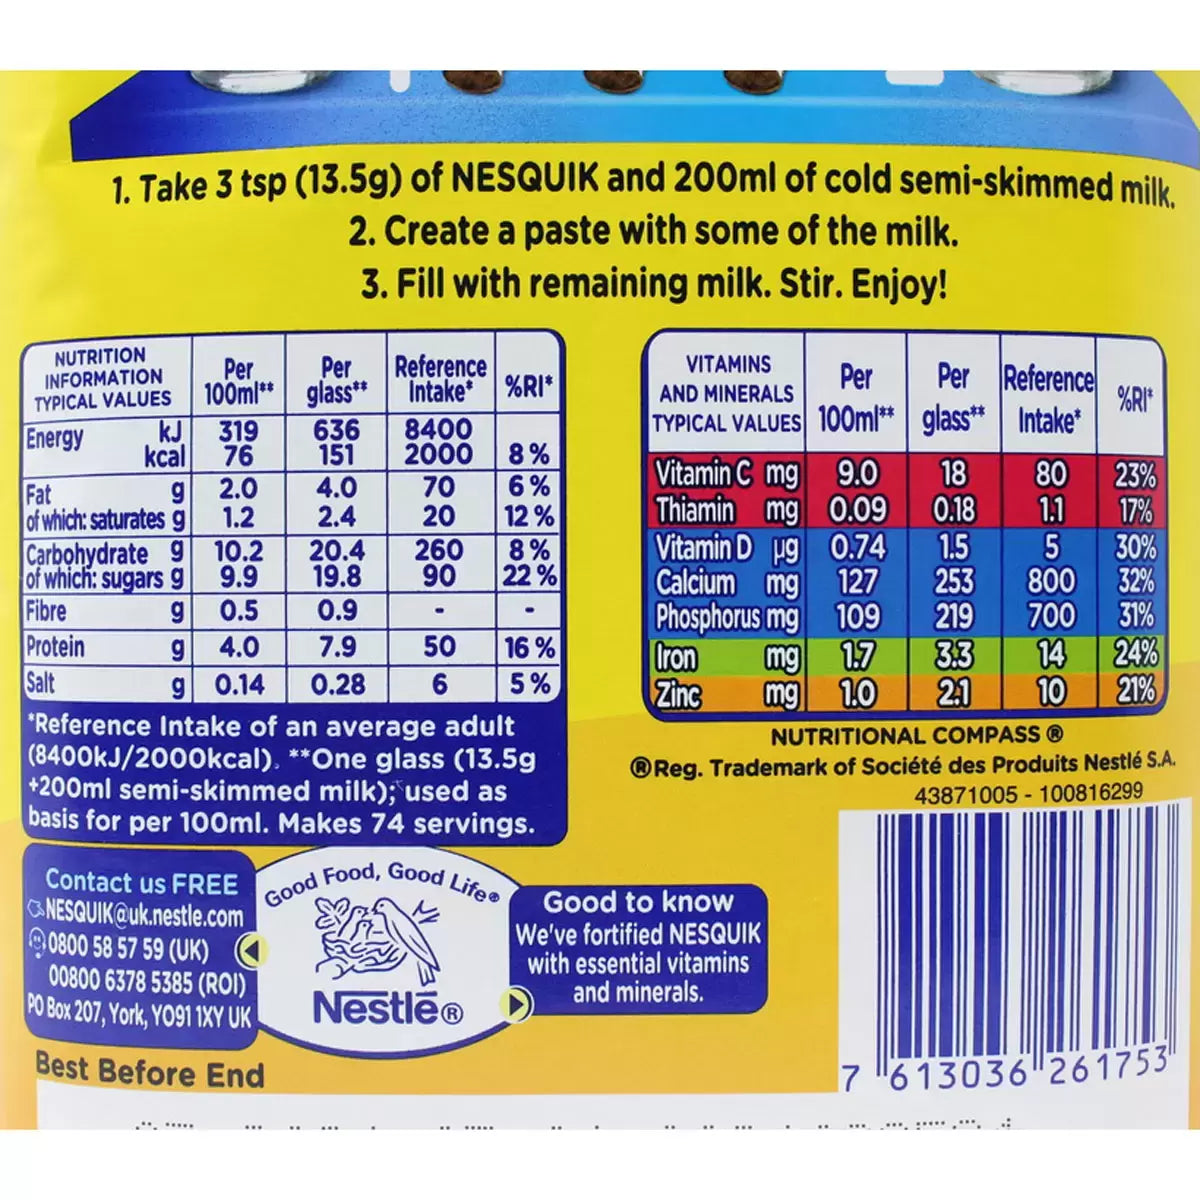 1. Take 3 tsp (13.5g) of NESQUIK and 200ml of cold semi-skimmed milk.
2. Create a paste with some of the milk.
3. Fill with remaining milk. Stir. Enjoy!
NUTRITION INFORMATION TYPICAL VALUES Per 100ml** Per glass** Reference Intake* %RI*
Energy kJ 319 636 8400
kcal 76 151 2000 8%
Fat g 2.0 4.0 70 6%
of which: saturates g 1.2 2.4 20 12%
Carbohydrate g 10.2 20.4 260 8%
of which: sugars g 9.9 19.8 90 22%
Fibre g 0.5 0.9 - -
Protein g 4.0 7.9 50 16%
Salt g 0.14 0.28 6 5%
*Reference Intake of an average adult
(8400kJ/2000kcal). **One glass (13.5g
+200ml semi-skimmed milk); used as
basis for per 100ml. Makes 74 servings.
VITAMINS AND MINERALS TYPICAL VALUES Per 100ml** Per glass** Reference Intake* %RI*
Vitamin C mg 9.0 18 80 23%
Thiamin mg 0.09 0.18 1.1 17%
Vitamin D µg 0.74 1.5 5 30%
Calcium mg 127 253 800 32%
Phosphorus mg 109 219 700 31%
Iron mg 1.7 3.3 14 24%
Zinc mg 1.0 2.1 10 21%
NUTRITIONAL COMPASS ®
®Reg. Trademark of Société des Produits Nestlé S.A.
43871005 - 100816299
Contact us FREE
NESQUIK@uk.nestle.com
0800 58 57 59 (UK)
00800 6378 5385 (ROI)
PO Box 207, York, YO91 1XY UK
Good Food, Good Life®
Nestlé®
Good to know
We've fortified NESQUIK
with essential vitamins
and minerals.
7 613036 261753
Best Before End